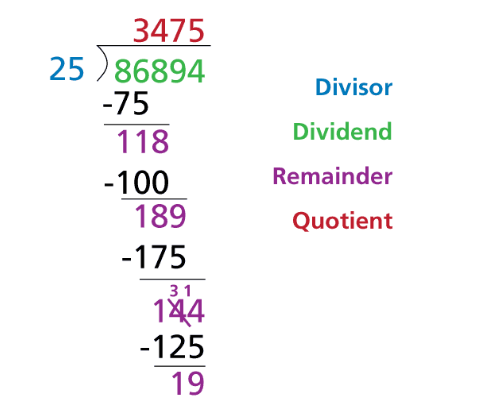 3475
25 86894
Divisor
-75
Dividend
118
Remainder
-100
189
Quotient
-175
3 1
144
-125
19